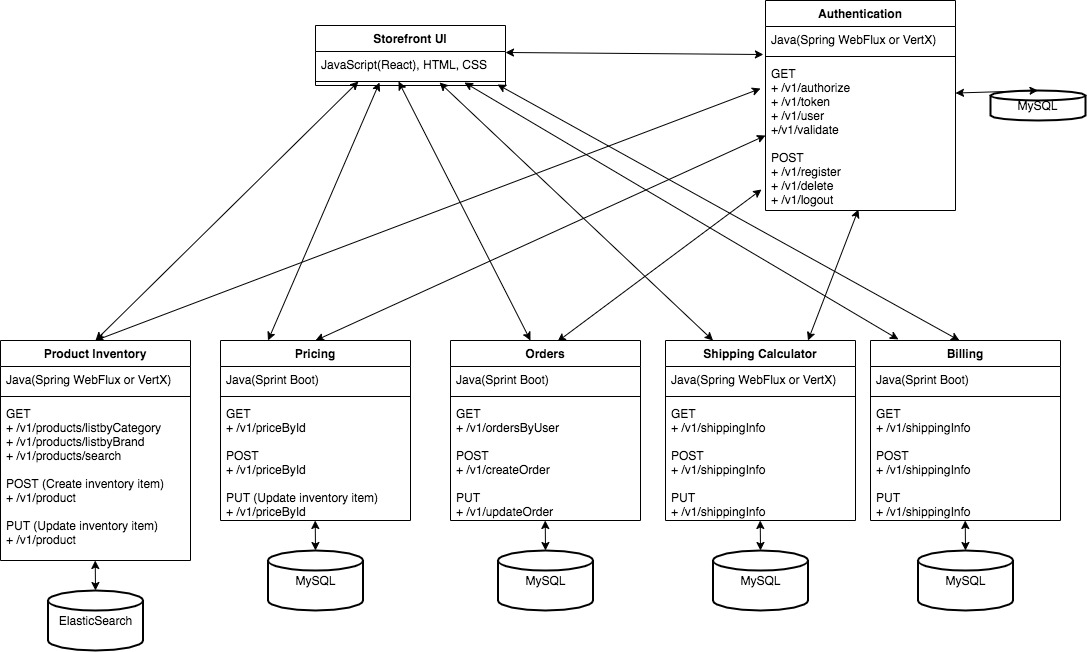 Storefront UI
JavaScript(React), HTML, CSS
Authentication
Java(Spring WebFlux or VertX)
GET
+ /v1/authorize
+ /v1/token
+ /v1/user
+/v1/validate
POST
+ /v1/register
+ /v1/delete
+ /v1/logout
MySQL
Product Inventory
Java(Spring WebFlux or VertX)
GET
+ /v1/products/listbyCategory
+ /v1/products/listbyBrand
+ /v1/products/search
POST (Create inventory item)
+ /v1/product
PUT (Update inventory item)
+ /v1/product
ElasticSearch
Pricing
Java(Sprint Boot)
GET
+ /v1/priceById
POST
+ /v1/priceById
PUT (Update inventory item)
+ /v1/priceById
MySQL
Orders
Java(Sprint Boot)
GET
+ /v1/ordersByUser
POST
+ /v1/createOrder
PUT
+ /v1/updateOrder
MySQL
Shipping Calculator
Java(Spring WebFlux or VertX)
GET
+ /v1/shippingInfo
POST
+ /v1/shippingInfo
PUT
+ /v1/shippingInfo
MySQL
Billing
Java(Sprint Boot)
GET
+ /v1/shippingInfo
POST
+ /v1/shippingInfo
PUT
+ /v1/shippingInfo
MySQL